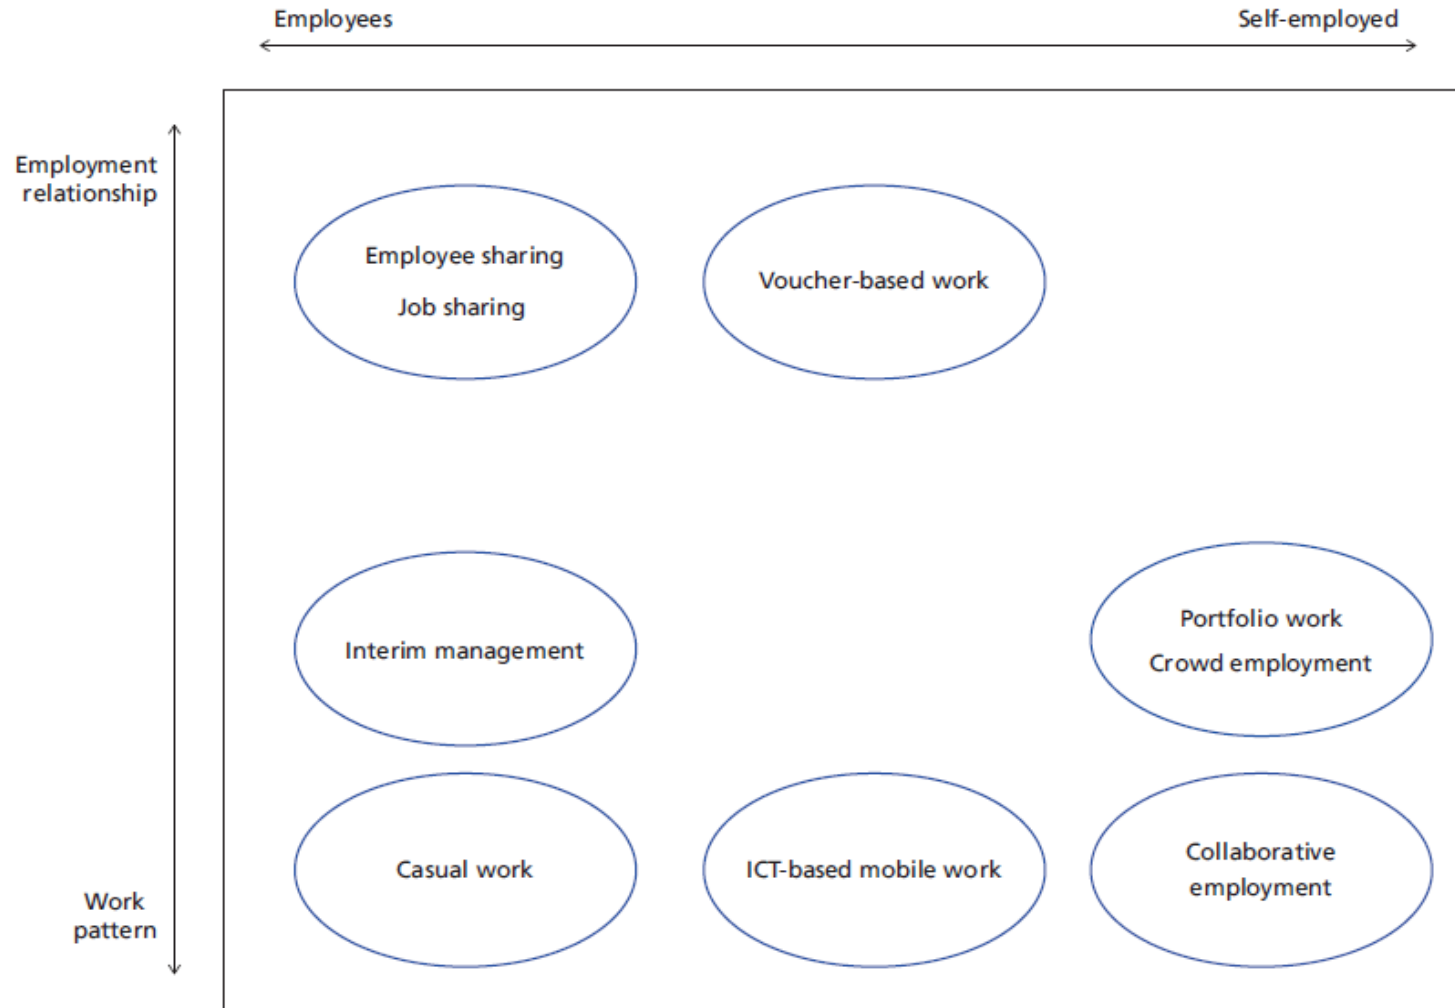 Employees
Self-employed
Employment
relationship
Employee sharing
Job sharing
Voucher-based work
Interim management
Portfolio work
Crowd employment
Casual work
ICT-based mobile work
Collaborative
employment
Work
pattern